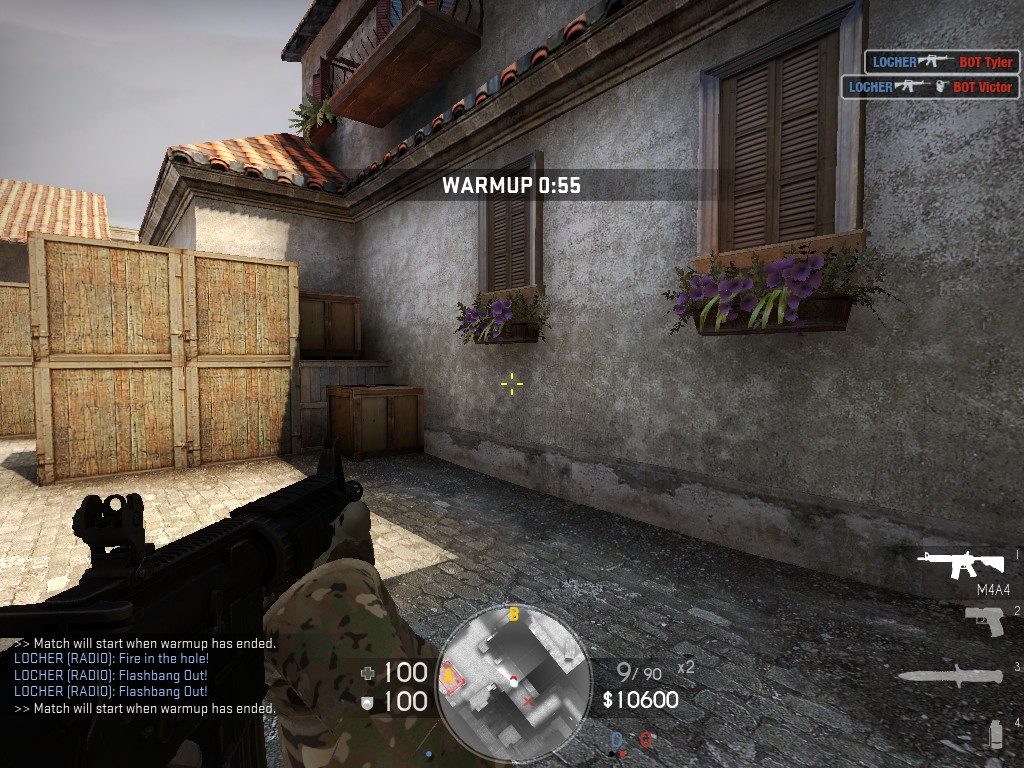 LOCHER BOT Tyler
LOCHER BOT Victor
WARMUP 0:55
1
M4A4
2
3
4
>> Match will start when warmup has ended.
LOCHER (RADIO): Fire in the hole!
LOCHER (RADIO): Flashbang Out!
LOCHER (RADIO): Flashbang Out!
>> Match will start when warmup has ended.
100
100
B
A
9/90 x2
$10600
0 0